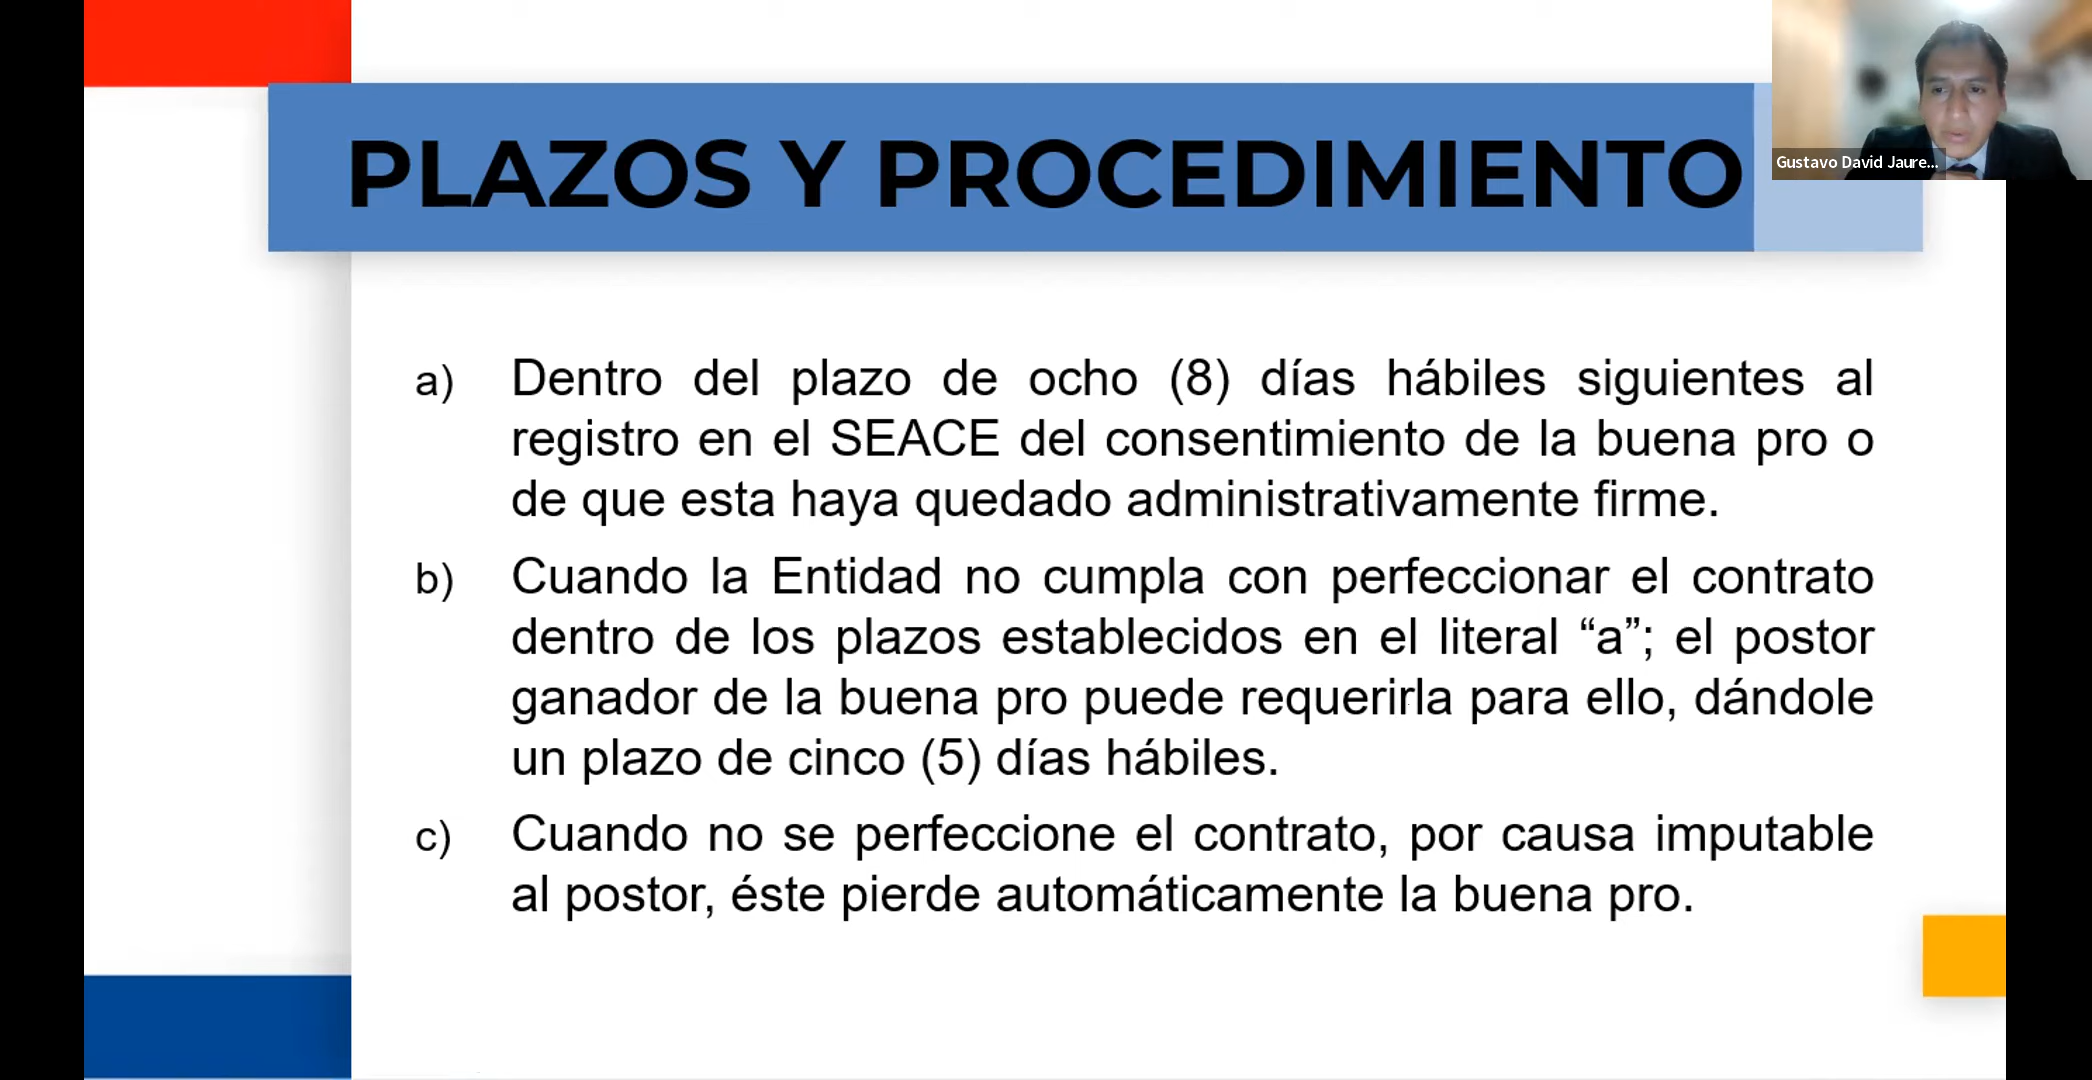 PLAZOS Y PROCEDIMIENTO
Gustavo David Jaure...
a) Dentro del plazo de ocho (8) días hábiles siguientes al
registro en el SEACE del consentimiento de la buena pro o
de que esta haya quedado administrativamente firme.
b) Cuando la Entidad no cumpla con perfeccionar el contrato
dentro de los plazos establecidos en el literal “a”; el postor
ganador de la buena pro puede requerirla para ello, dándole
un plazo de cinco (5) días hábiles.
c) Cuando no se perfeccione el contrato, por causa imputable
al postor, éste pierde automáticamente la buena pro.